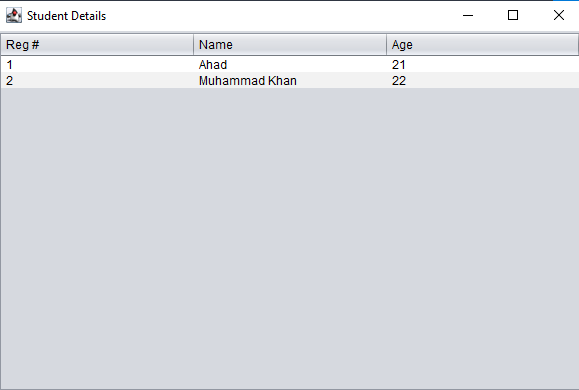 Student Details
Reg # Name Age
1 Ahad 21
2 Muhammad Khan 22